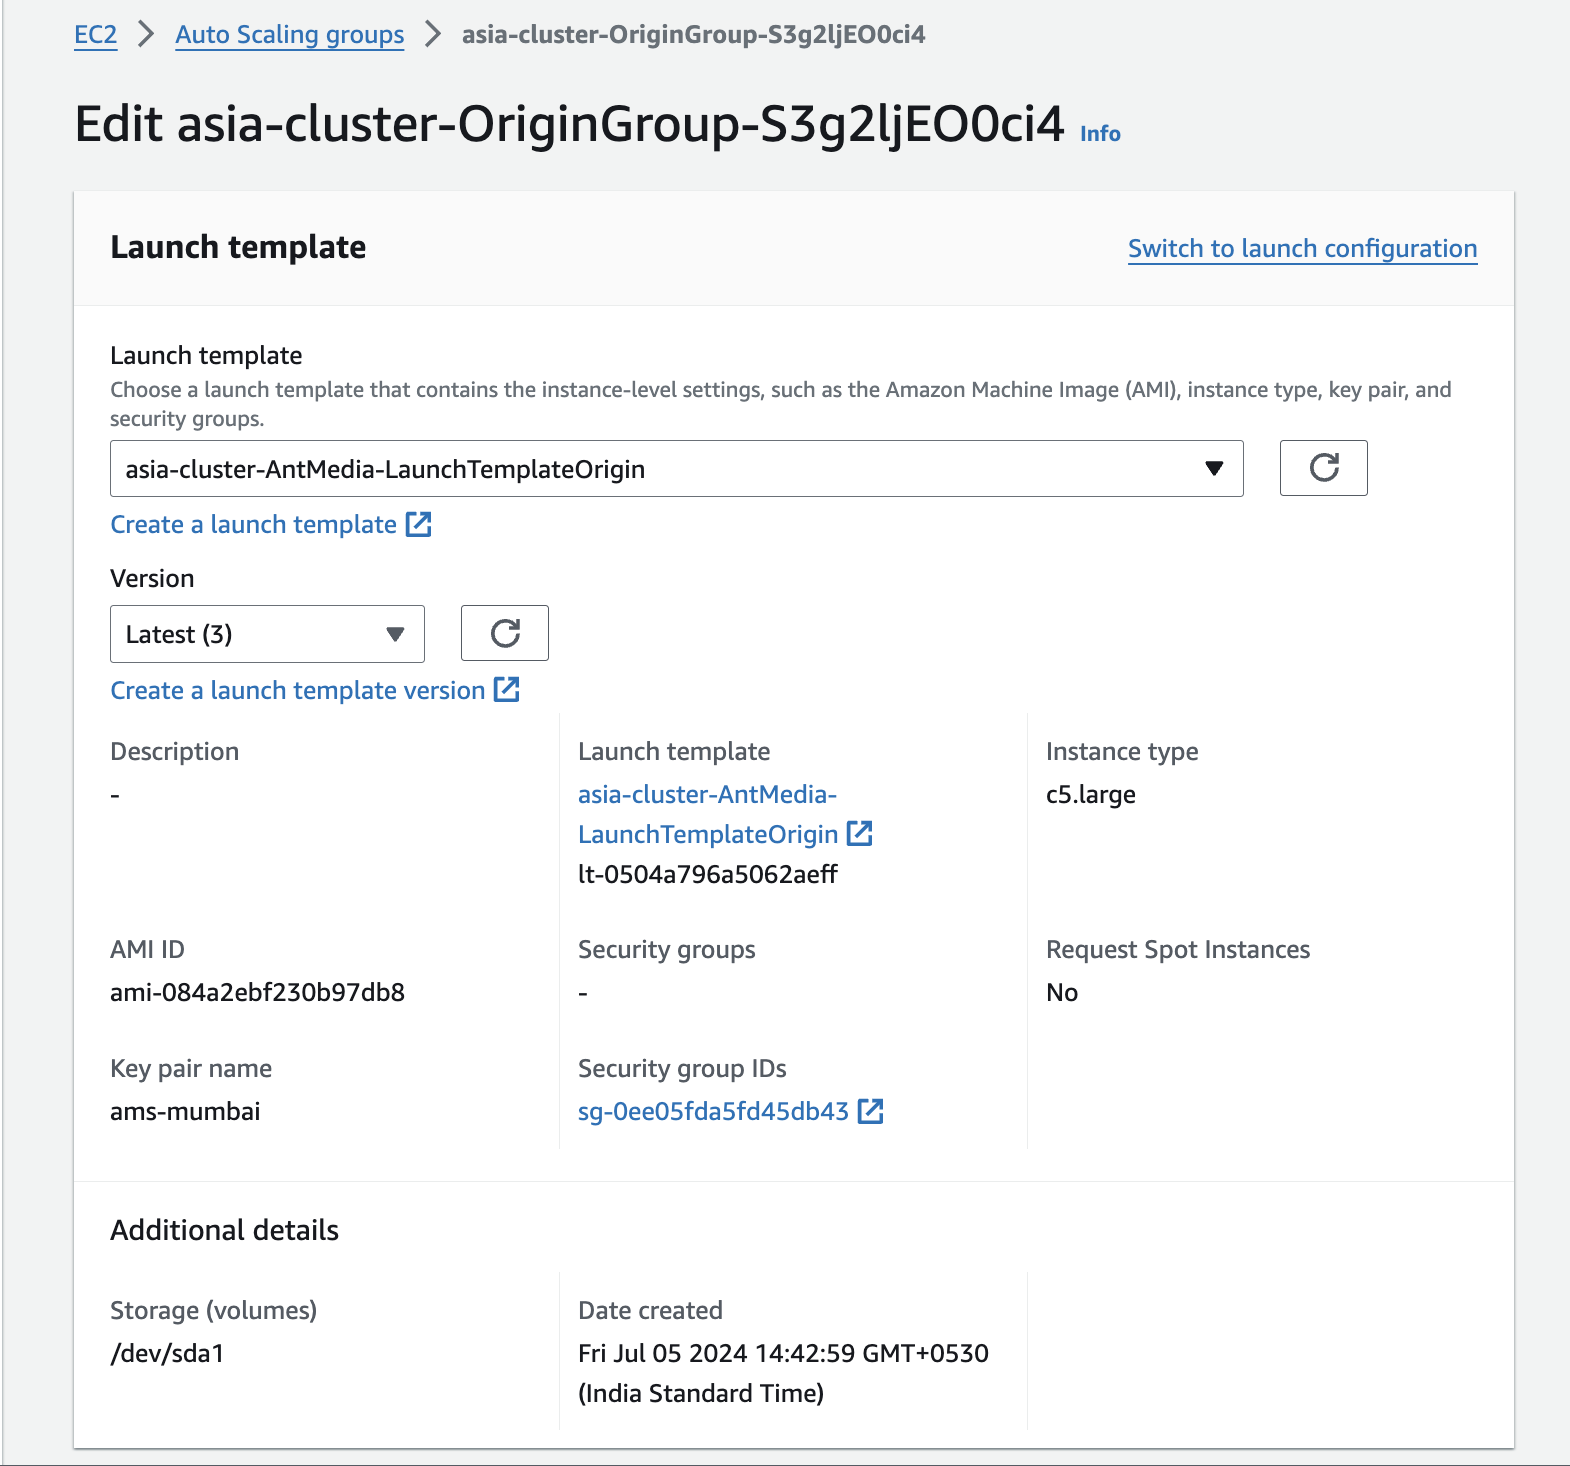 EC2 > Auto Scaling groups > asia-cluster-OriginGroup-S3g2ljEO0ci4
Edit asia-cluster-OriginGroup-S3g2ljEO0ci4 Info
Launch template
Switch to launch configuration
Launch template
Choose a launch template that contains the instance-level settings, such as the Amazon Machine Image (AMI), instance type, key pair, and
security groups.
asia-cluster-AntMedia-LaunchTemplateOrigin
Create a launch template
Version
Latest (3)
Create a launch template version
Description
-
Launch template
asia-cluster-AntMedia-
LaunchTemplateOrigin
lt-0504a796a5062aeff
Instance type
c5.large
AMI ID
ami-084a2ebf230b97db8
Security groups
-
Request Spot Instances
No
Key pair name
ams-mumbai
Security group IDs
sg-0ee05fda5fd45db43
Additional details
Storage (volumes)
/dev/sda1
Date created
Fri Jul 05 2024 14:42:59 GMT+0530
(India Standard Time)